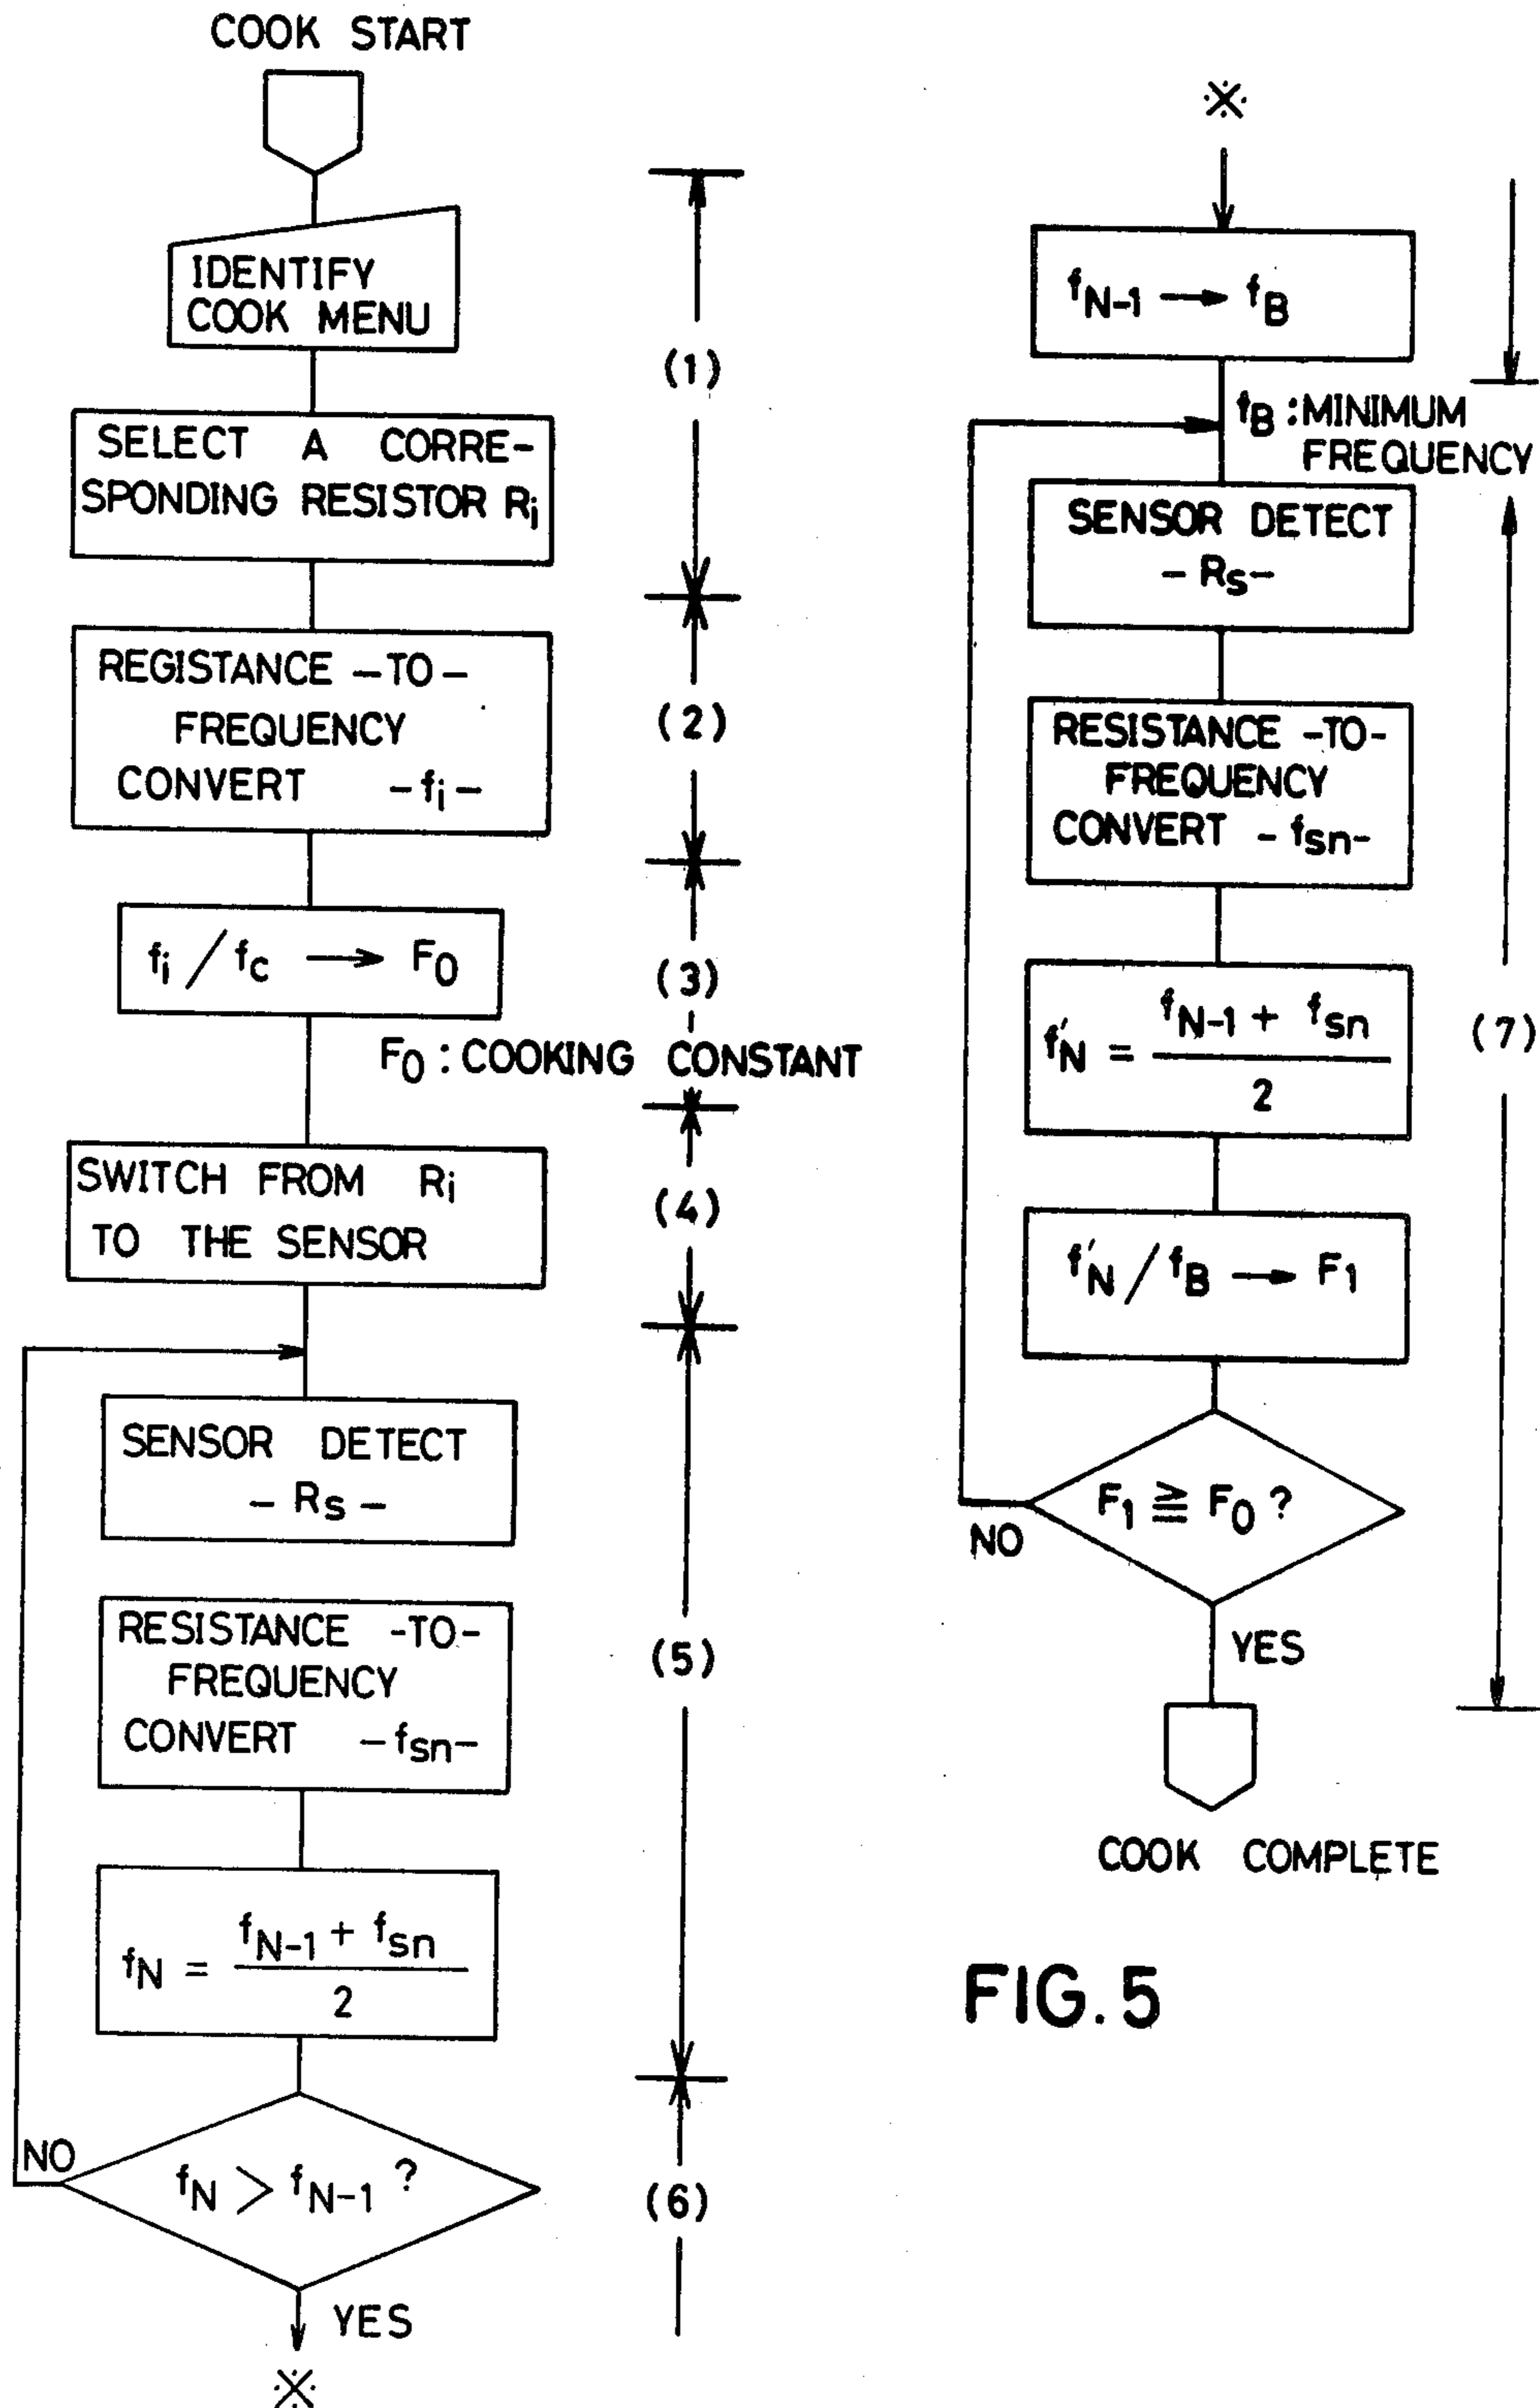 COOK START
IDENTIFY
COOK MENU
SELECT A CORRE-
SPONDING RESISTOR Ri
(1)
REGISTANCE -TO-
FREQUENCY
CONVERT -fi-
(2)
fi / fc → F0
(3)
F0 : COOKING CONSTANT
SWITCH FROM Ri
TO THE SENSOR
(4)
SENSOR DETECT
- Rs -
RESISTANCE -TO-
FREQUENCY
CONVERT -fsn-
(5)
fN = fN-1 + fsn
2
NO
fN > fN-1 ?
(6)
YES
※
※
fN-1 → fB
fB : MINIMUM
FREQUENCY
SENSOR DETECT
- Rs -
RESISTANCE -TO-
FREQUENCY
CONVERT - fsn-
f'N = fN-1 + fsn
2
(7)
f'N / fB → F1
F1 ≧ F0 ?
NO
YES
COOK COMPLETE
FIG. 5